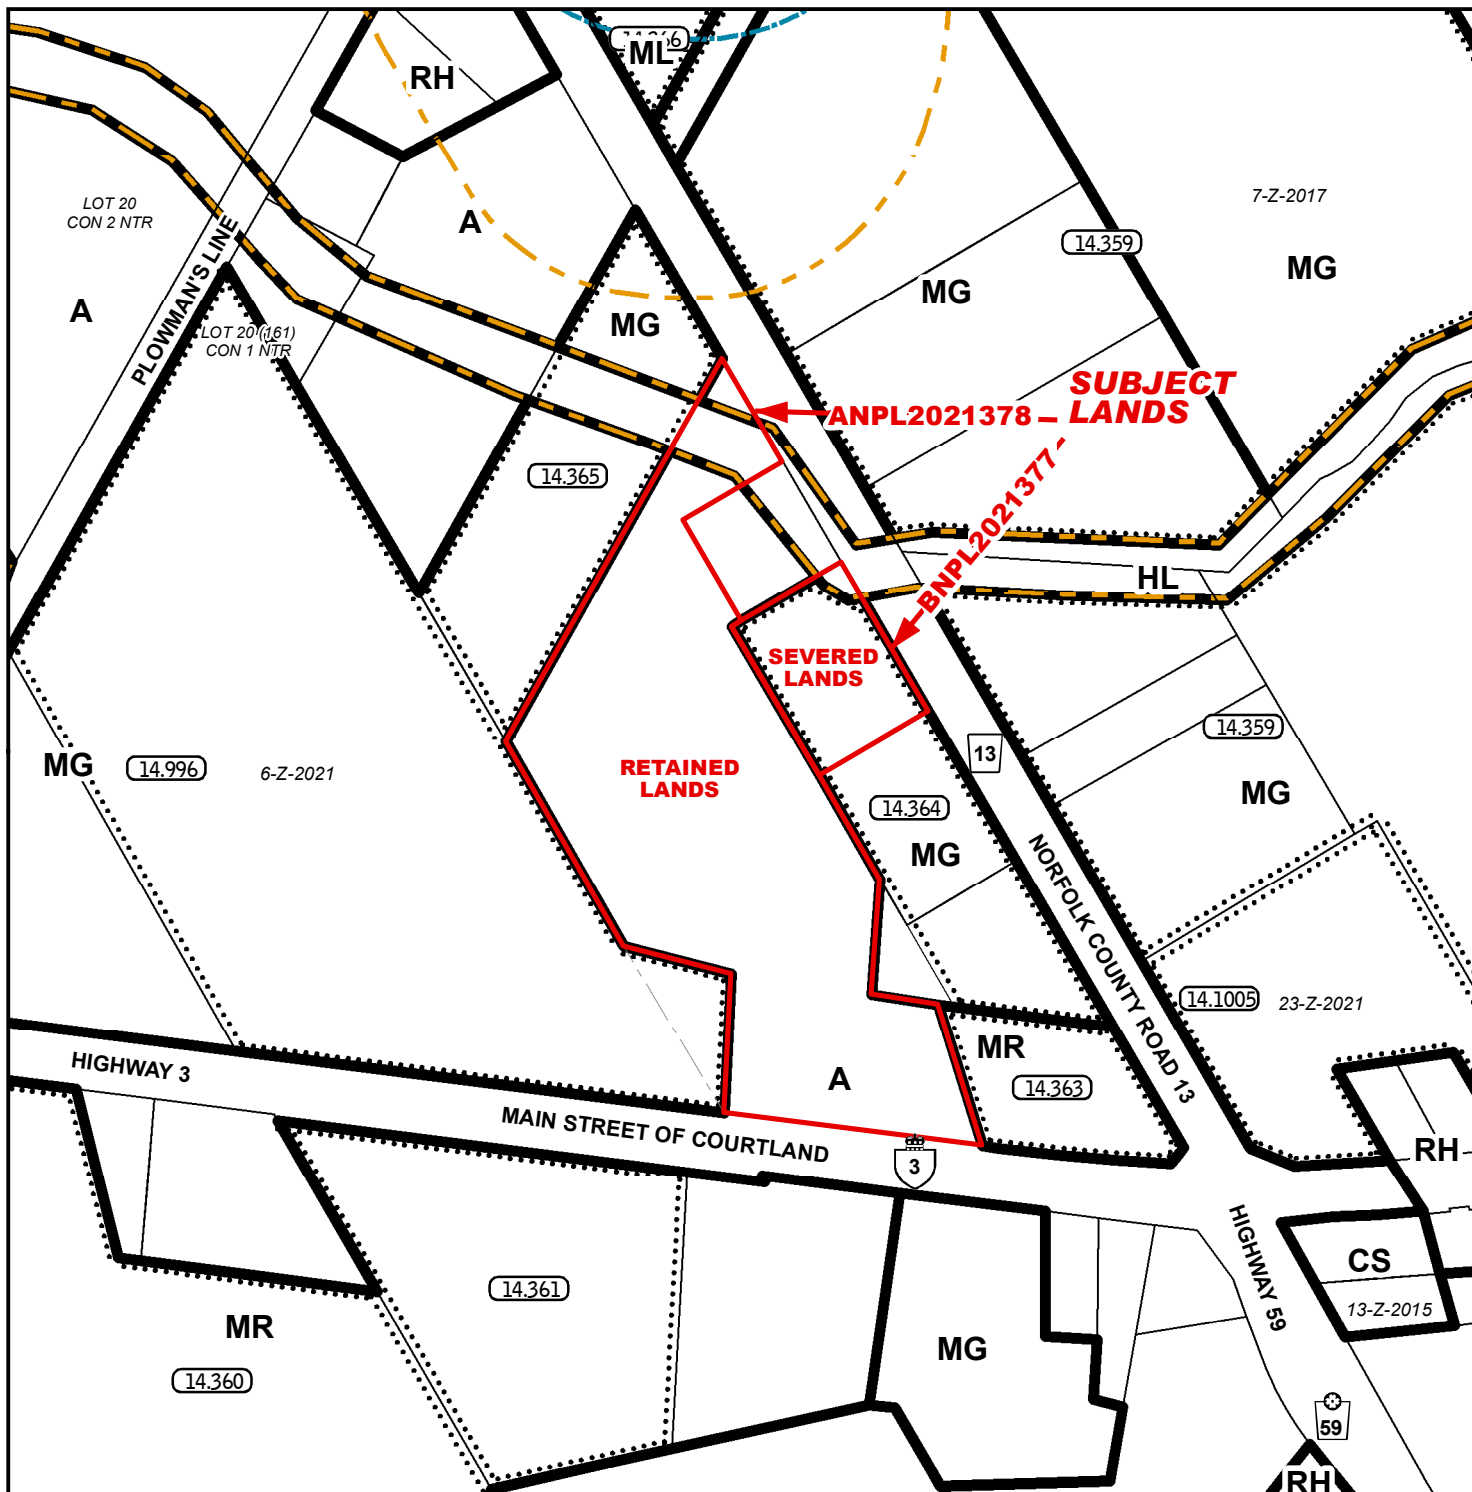 ML
RH
LOT 20
CON 2 NTR
A
7-Z-2017
14.359
MG
MG
A
PLOWMAN'S LINE
LOT 20 (161)
CON 1 NTR
MG
SUBJECT
LANDS
ANPL2021378
BNPL2021377
14.365
HL
SEVERED
LANDS
14.359
13
MG
14.996
6-Z-2021
RETAINED
LANDS
MG
14.364
MG
NORFOLK COUNTY ROAD 13
14.1005
23-Z-2021
HIGHWAY 3
MR
A
14.363
MAIN STREET OF COURTLAND
3
RH
HIGHWAY 59
CS
14.361
13-Z-2015
MR
MG
14.360
59
RH